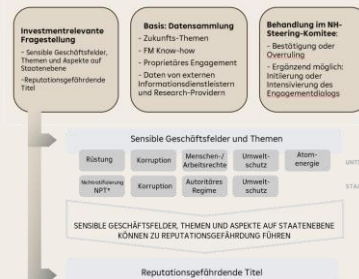 Investmentrelevante
Fragestellung
- Sensible Geschäftsfelder,
Themen und Aspekte auf
Staatenebene
-Reputationsgefährdende
Titel
Basis: Datensammlung
- Zukunfts-Themen
- FM Know-how
- Proprietäres Engagement
- Daten von externen
Informationsdienstleistern
und Research-Providern
Behandlung im NH-
Steering-Komitee:
- Bestätigung oder
Overruling
- Ergänzend möglich:
Initiierung oder
Intensivierung des
Engagementdialogs
Sensible Geschäftsfelder und Themen
Rüstung
Korruption
Menschen-/
Arbeitsrechte
Umwelt-
schutz
Atom-
energie
UNT
Nichtratifizierung
NPT*
Korruption
Autoritäres
Regime
Umwelt-
schutz
STA
SENSIBLE GESCHÄFTSFELDER, THEMEN UND ASPEKTE AUF STAATENEBENE
KÖNNEN ZU REPUTATIONSGEFÄHRDUNG FÜHREN
Reputationsgefährdende Titel